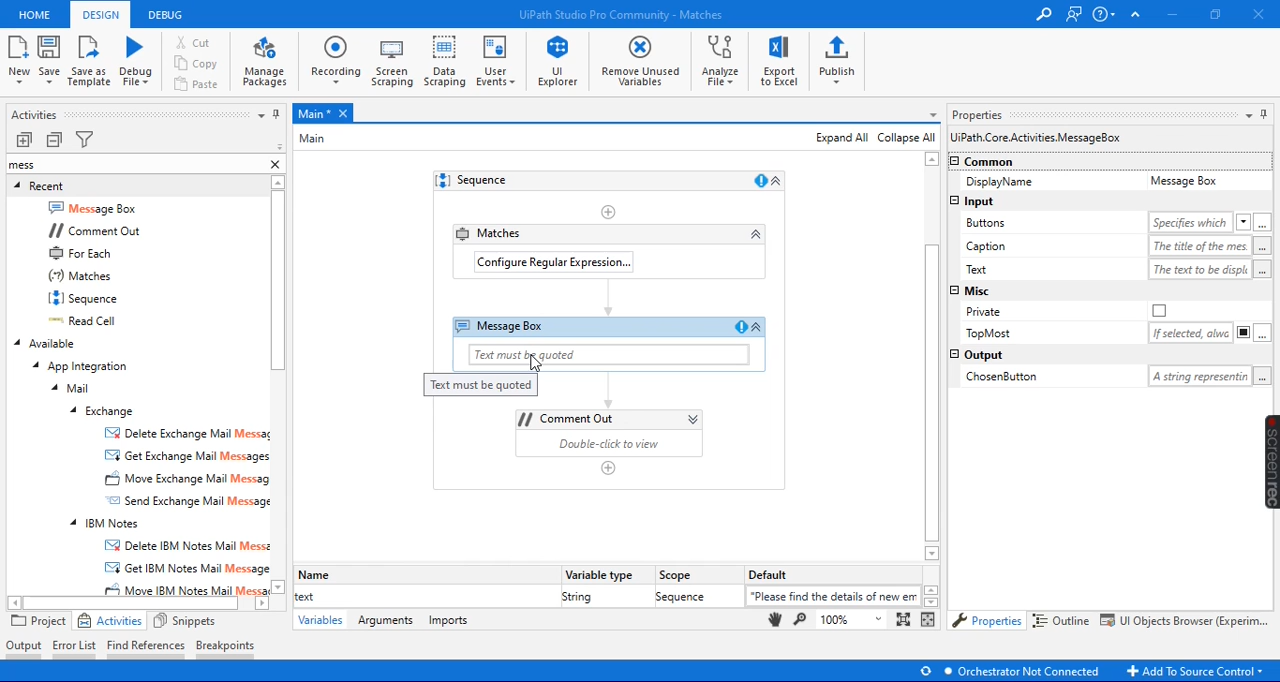 HOME DESIGN DEBUG UiPath Studio Pro Community - Matches
New Save Save as Template Debug File Cut Copy Paste Manage Packages Recording Screen Scraping Data Scraping User Events UI Explorer Remove Unused Variables Analyze File Export to Excel Publish
Activities
mess
Recent
Message Box
Comment Out
For Each
Matches
Sequence
Read Cell
Available
App Integration
Mail
Exchange
Delete Exchange Mail Messag
Get Exchange Mail Messages
Move Exchange Mail Messag
Send Exchange Mail Message
IBM Notes
Delete IBM Notes Mail Messa
Get IBM Notes Mail Message
Move IBM Notes Mail Messa
Project Activities Snippets
Main *
Main Expand All Collapse All
Sequence
Matches
Configure Regular Expression...
Message Box
Text must be quoted
Text must be quoted
Comment Out
Double-click to view
Name Variable type Scope Default
text String Sequence "Please find the details of new em
Variables Arguments Imports 100%
Properties
UiPath.Core.Activities.MessageBox
Common
DisplayName Message Box
Input
Buttons Specifies which ...
Caption The title of the mes. ...
Text The text to be displa ...
Misc
Private
TopMost If selected, alwa ...
Output
ChosenButton A string representin ...
screenrec
Properties Outline UI Objects Browser (Experim...
Output Error List Find References Breakpoints
Orchestrator Not Connected Add To Source Control